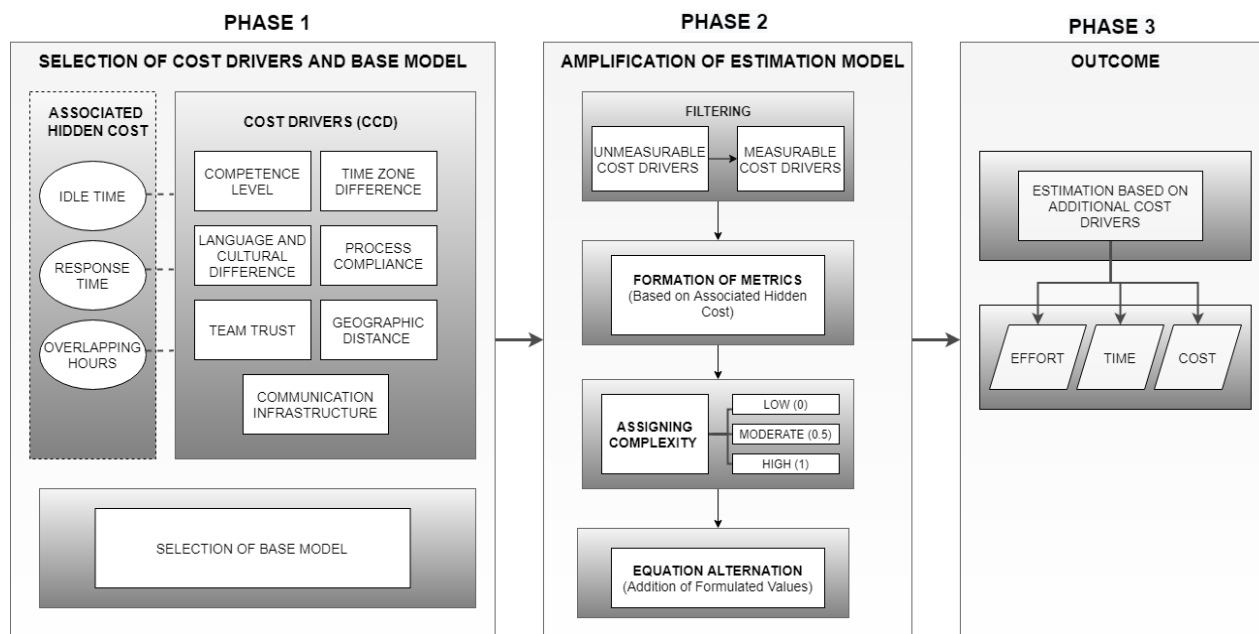 PHASE 1
SELECTION OF COST DRIVERS AND BASE MODEL
ASSOCIATED
HIDDEN COST
IDLE TIME
RESPONSE
TIME
OVERLAPPING
HOURS
COST DRIVERS (CCD)
COMPETENCE
LEVEL
TIME ZONE
DIFFERENCE
LANGUAGE AND
CULTURAL
DIFFERENCE
PROCESS
COMPLIANCE
TEAM TRUST
GEOGRAPHIC
DISTANCE
COMMUNICATION
INFRASTRUCTURE
SELECTION OF BASE MODEL
PHASE 2
AMPLIFICATION OF ESTIMATION MODEL
FILTERING
UNMEASURABLE
COST DRIVERS
MEASURABLE
COST DRIVERS
FORMATION OF METRICS
(Based on Associated Hidden
Cost)
ASSIGNING
COMPLEXITY
LOW (0)
MODERATE (0.5)
HIGH (1)
EQUATION ALTERNATION
(Addition of Formulated Values)
PHASE 3
OUTCOME
ESTIMATION BASED ON
ADDITIONAL COST
DRIVERS
EFFORT
TIME
COST